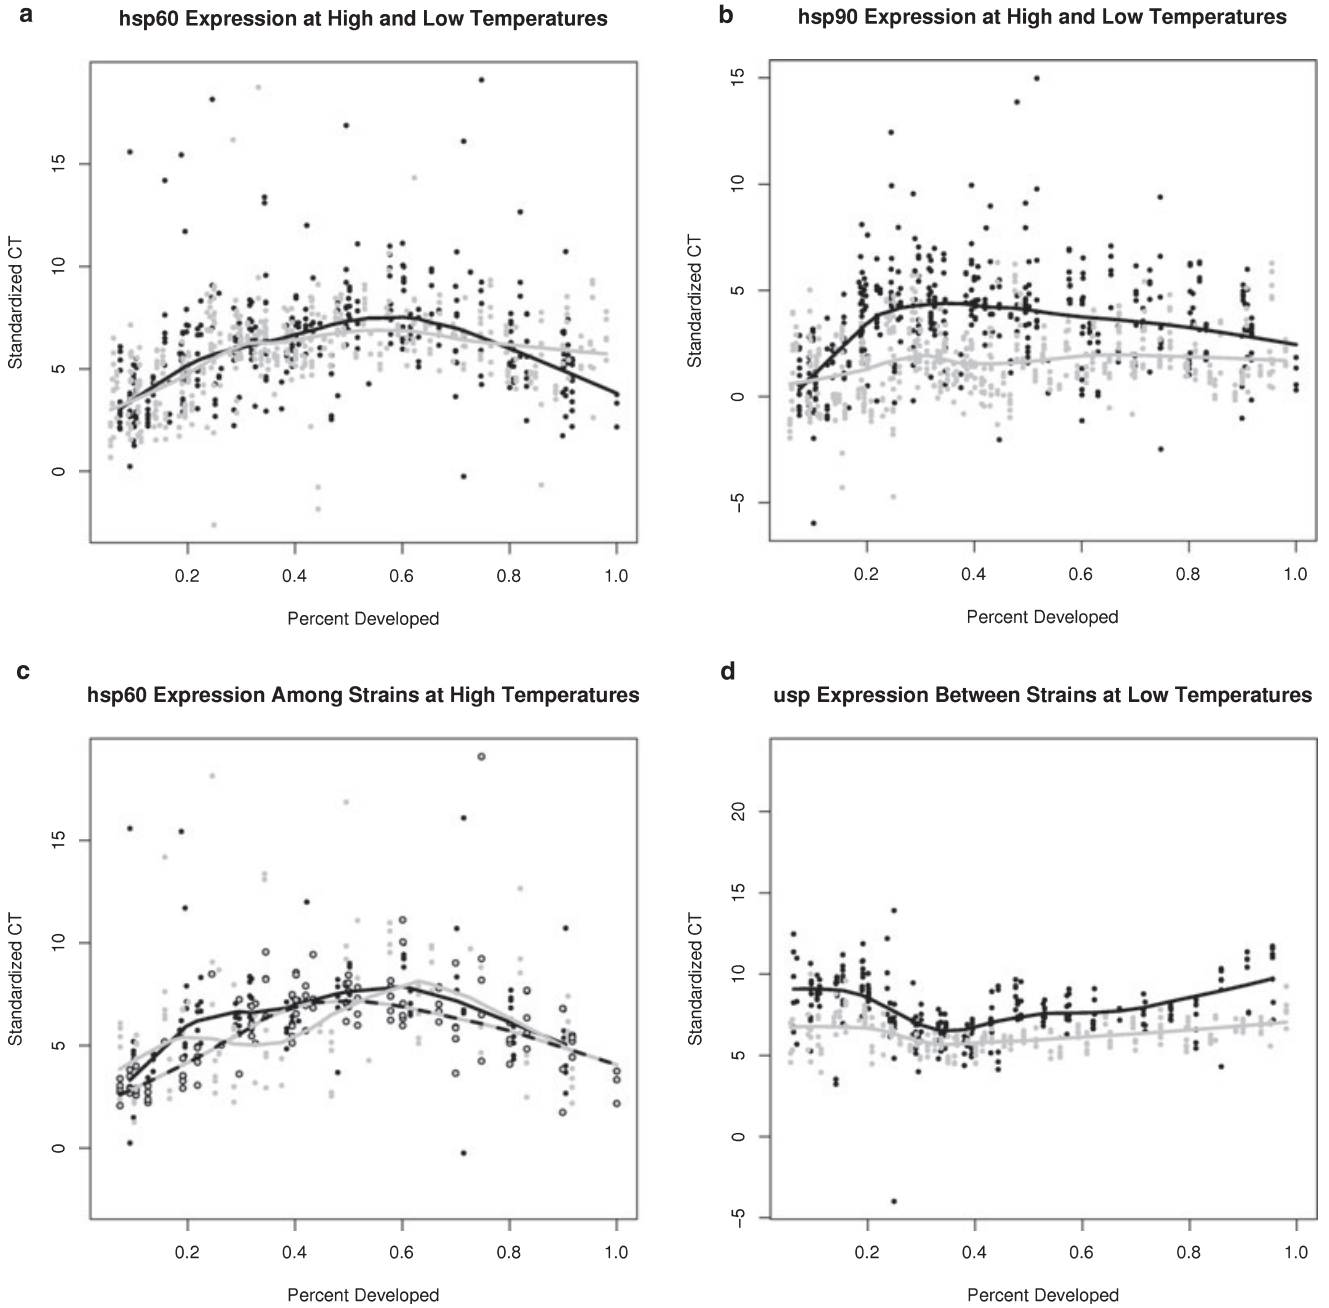 a
hsp60 Expression at High and Low Temperatures
Standardized CT
15
10
5
0
0.2 0.4 0.6 0.8 1.0
Percent Developed
b
hsp90 Expression at High and Low Temperatures
Standardized CT
15
10
5
0
−5
0.2 0.4 0.6 0.8 1.0
Percent Developed
c
hsp60 Expression Among Strains at High Temperatures
Standardized CT
15
10
5
0
0.2 0.4 0.6 0.8 1.0
Percent Developed
d
usp Expression Between Strains at Low Temperatures
Standardized CT
20
15
10
5
0
−5
0.2 0.4 0.6 0.8 1.0
Percent Developed